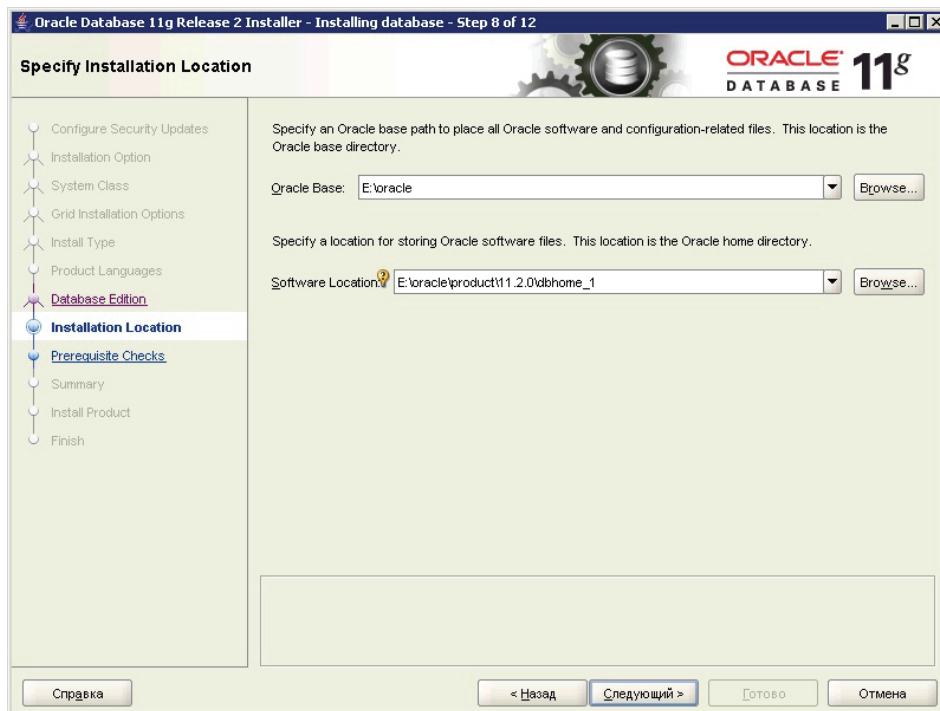 Oracle Database 11g Release 2 Installer - Installing database - Step 8 of 12
Specify Installation Location
ORACLE 11g
DATABASE
Configure Security Updates
Installation Option
System Class
Grid Installation Options
Install Type
Product Languages
Database Edition
Installation Location
Prerequisite Checks
Summary
Install Product
Finish
Specify an Oracle base path to place all Oracle software and configuration-related files. This location is the
Oracle base directory.
Oracle Base: E:\oracle Browse...
Specify a location for storing Oracle software files. This location is the Oracle home directory.
Software Location: E:\oracle\product\11.2.0\dbhome_1 Browse...
Справка < Назад Следующий > Готово Отмена